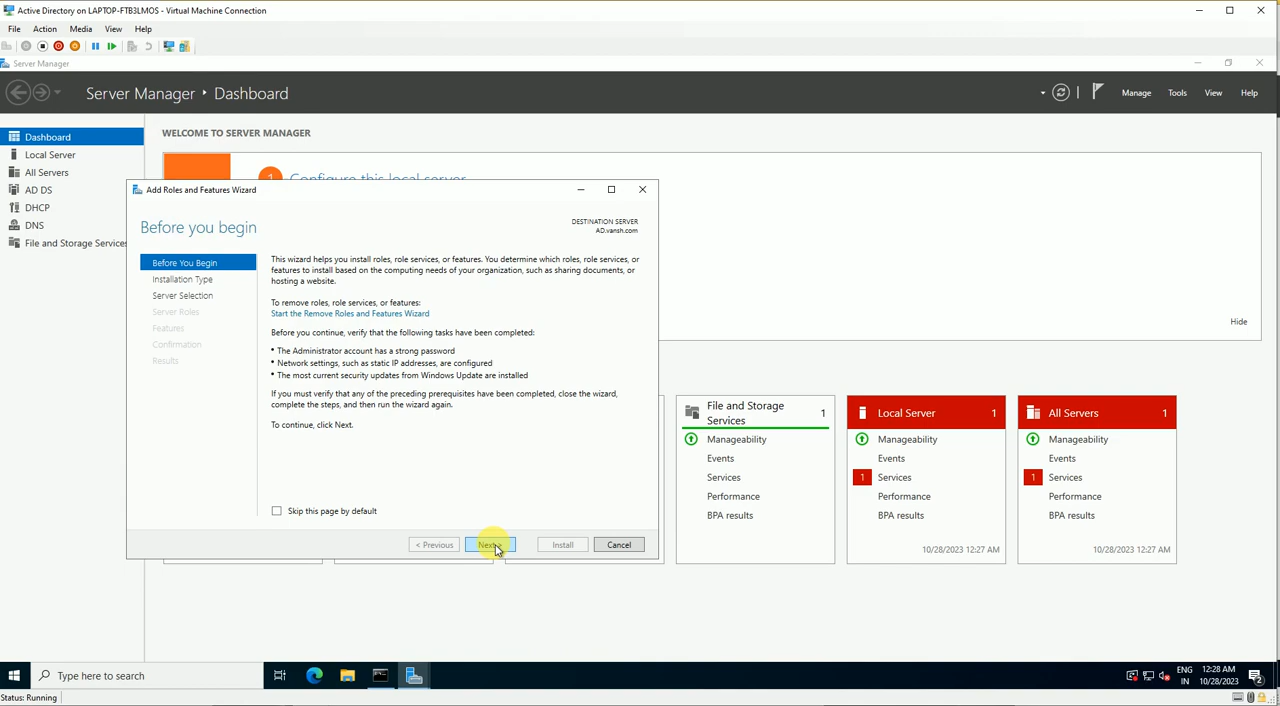 Active Directory on LAPTOP-FTB3LMOS - Virtual Machine Connection
File Action Media View Help
Server Manager
Server Manager ‣ Dashboard
Manage Tools View Help
Dashboard
Local Server
All Servers
AD DS
DHCP
DNS
File and Storage Services
WELCOME TO SERVER MANAGER
1 Configure this local server
Hide
Add Roles and Features Wizard
Before you begin
DESTINATION SERVER
AD.vansh.com
Before You Begin
Installation Type
Server Selection
Server Roles
Features
Confirmation
Results
This wizard helps you install roles, role services, or features. You determine which roles, role services, or
features to install based on the computing needs of your organization, such as sharing documents, or
hosting a website.
To remove roles, role services, or features:
Start the Remove Roles and Features Wizard
Before you continue, verify that the following tasks have been completed:
• The Administrator account has a strong password
• Network settings, such as static IP addresses, are configured
• The most current security updates from Windows Update are installed
If you must verify that any of the preceding prerequisites have been completed, close the wizard,
complete the steps, and then run the wizard again.
To continue, click Next.
Skip this page by default
< Previous Next > Install Cancel
File and Storage
Services
1
Manageability
Events
Services
Performance
BPA results
Local Server 1
Manageability
Events
1 Services
Performance
BPA results
10/28/2023 12:27 AM
All Servers 1
Manageability
Events
1 Services
Performance
BPA results
10/28/2023 12:27 AM
Type here to search
ENG
IN
12:28 AM
10/28/2023
2
Status: Running